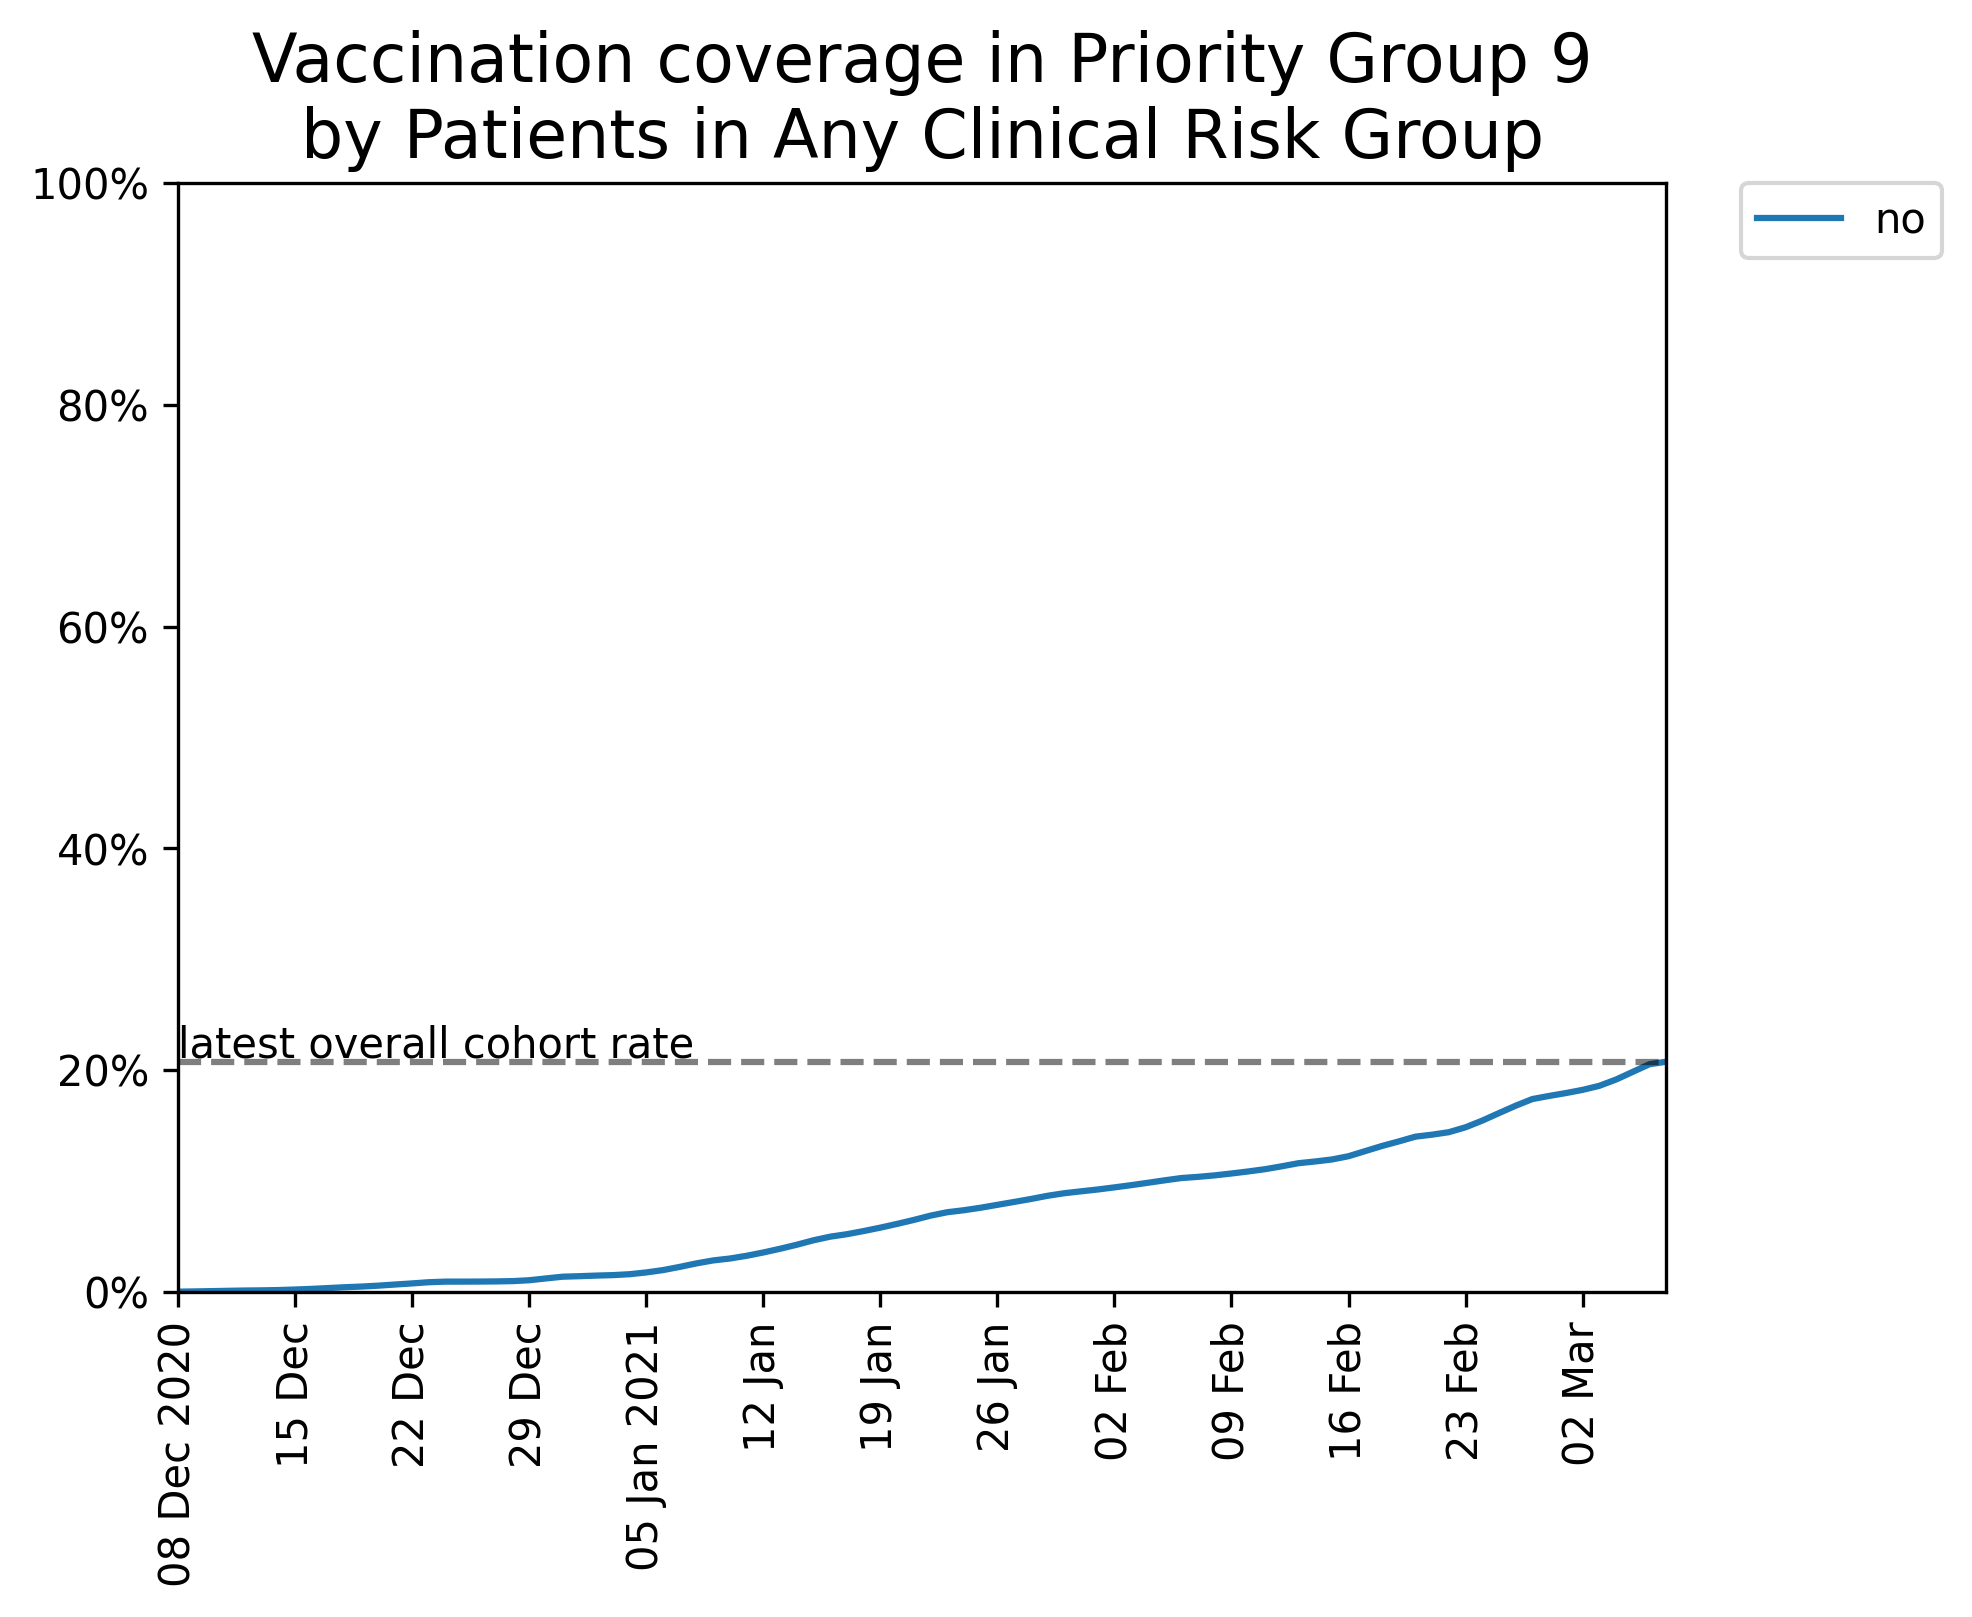 Vaccination coverage in Priority Group 9
by Patients in Any Clinical Risk Group
100%
80%
60%
40%
20%
0%
latest overall cohort rate
no
08 Dec 2020
15 Dec
22 Dec
29 Dec
05 Jan 2021
12 Jan
19 Jan
26 Jan
02 Feb
09 Feb
16 Feb
23 Feb
02 Mar